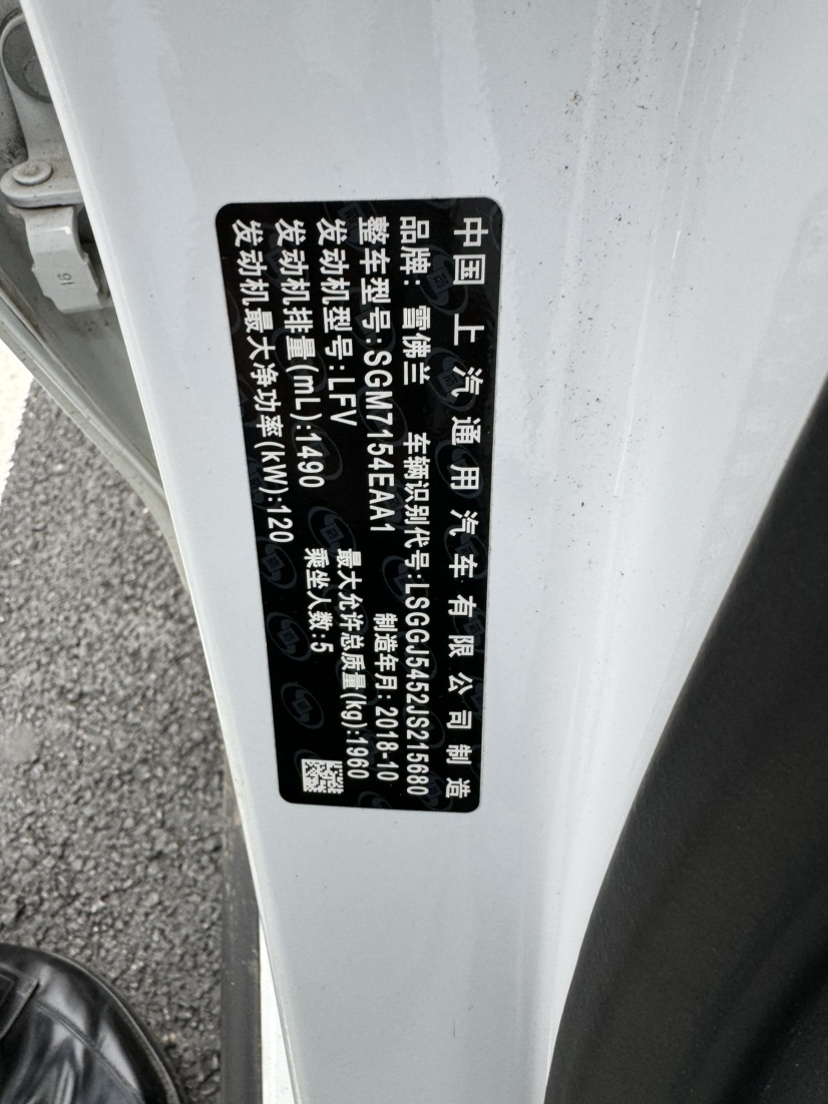 中国 上汽通用汽车有限公司制造
品牌：雪佛兰 车辆识别代号:LSGGJ5452JS215680
整车型号:SGM7154EAA1 制造年月：2018-10
发动机型号:LFV 最大允许总质量(kg):1960
发动机排量(mL):1490 乘坐人数:5
发动机最大净功率(kW):120
16